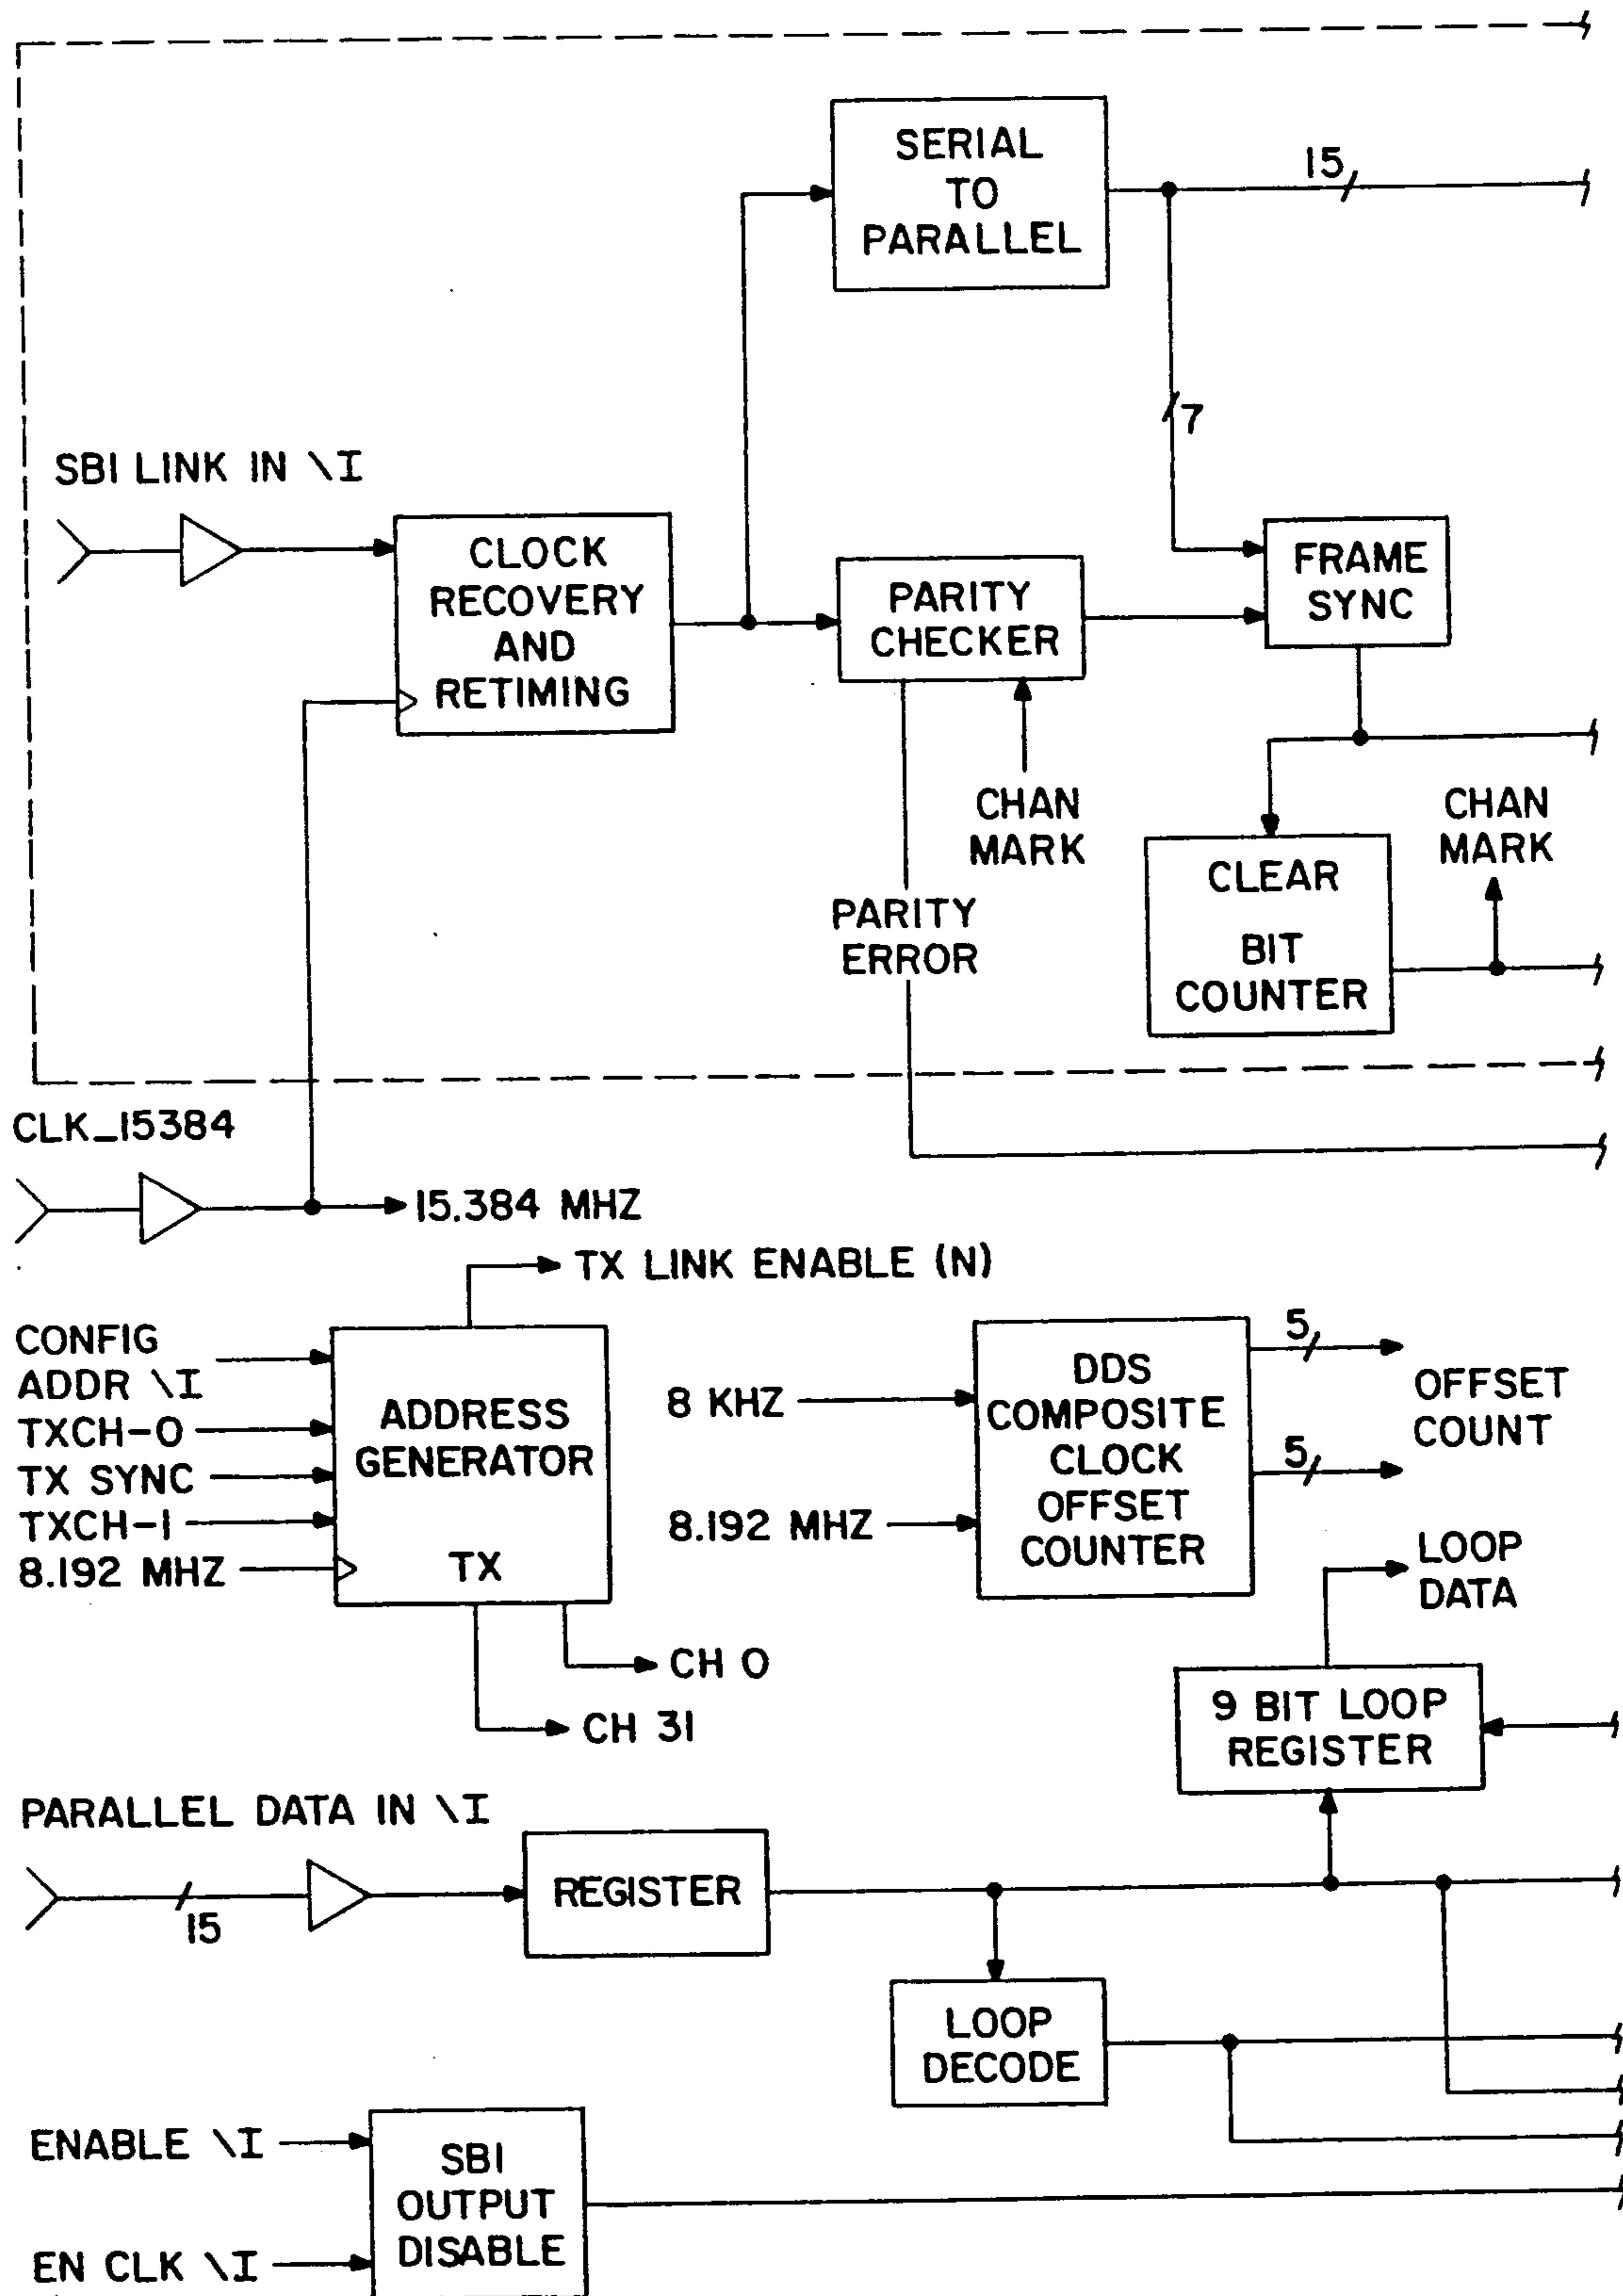 SERIAL
TO
PARALLEL
15
7
SBI LINK IN \I
CLOCK
RECOVERY
AND
RETIMING
PARITY
CHECKER
FRAME
SYNC
CHAN
MARK
CHAN
MARK
PARITY
ERROR
CLEAR
BIT
COUNTER
CLK_15384
15.384 MHZ
TX LINK ENABLE (N)
CONFIG
ADDR \I
TXCH-0
TX SYNC
TXCH-1
8.192 MHZ
ADDRESS
GENERATOR
TX
CH 0
CH 31
8 KHZ
8.192 MHZ
DDS
COMPOSITE
CLOCK
OFFSET
COUNTER
5
5
OFFSET
COUNT
LOOP
DATA
9 BIT LOOP
REGISTER
PARALLEL DATA IN \I
15
REGISTER
LOOP
DECODE
ENABLE \I
EN CLK \I
SBI
OUTPUT
DISABLE